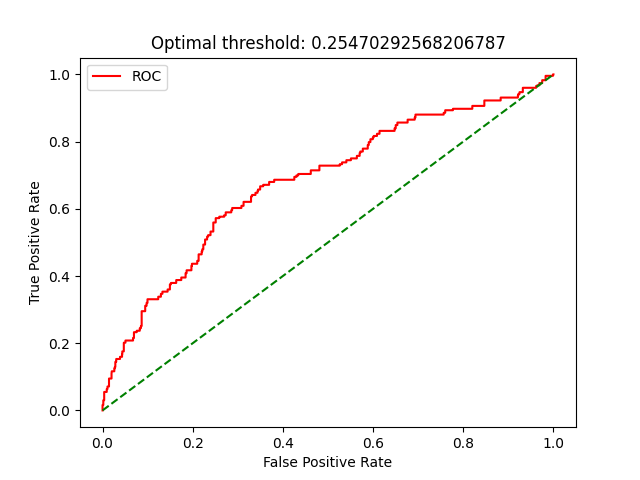 Optimal threshold: 0.25470292568206787
ROC
1.0
0.8
0.6
0.4
0.2
0.0
True Positive Rate
0.0 0.2 0.4 0.6 0.8 1.0
False Positive Rate